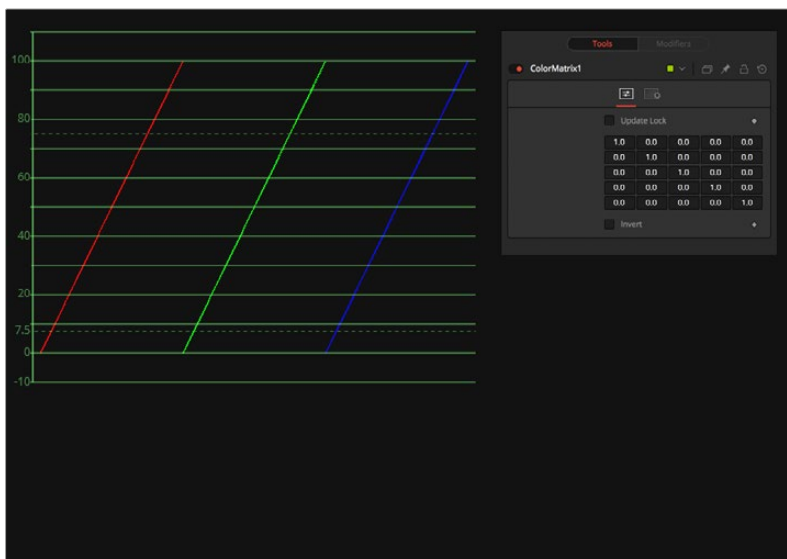 100
80
60
40
20
7.5
0
-10
Tools Modifiers
ColorMatrix1
Update Lock
1.0 0.0 0.0 0.0 0.0
0.0 1.0 0.0 0.0 0.0
0.0 0.0 1.0 0.0 0.0
0.0 0.0 0.0 1.0 0.0
0.0 0.0 0.0 0.0 1.0
Invert